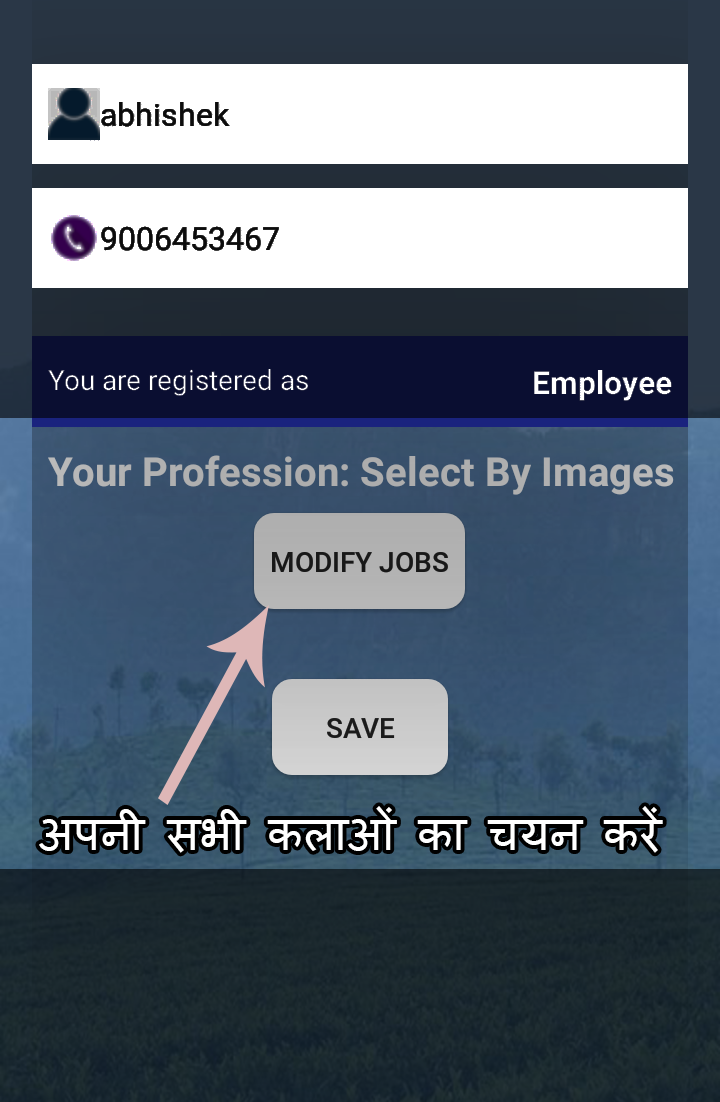 abhishek
9006453467
You are registered as Employee
Your Profession: Select By Images
MODIFY JOBS
SAVE
अपनी सभी कलाओं का चयन करें